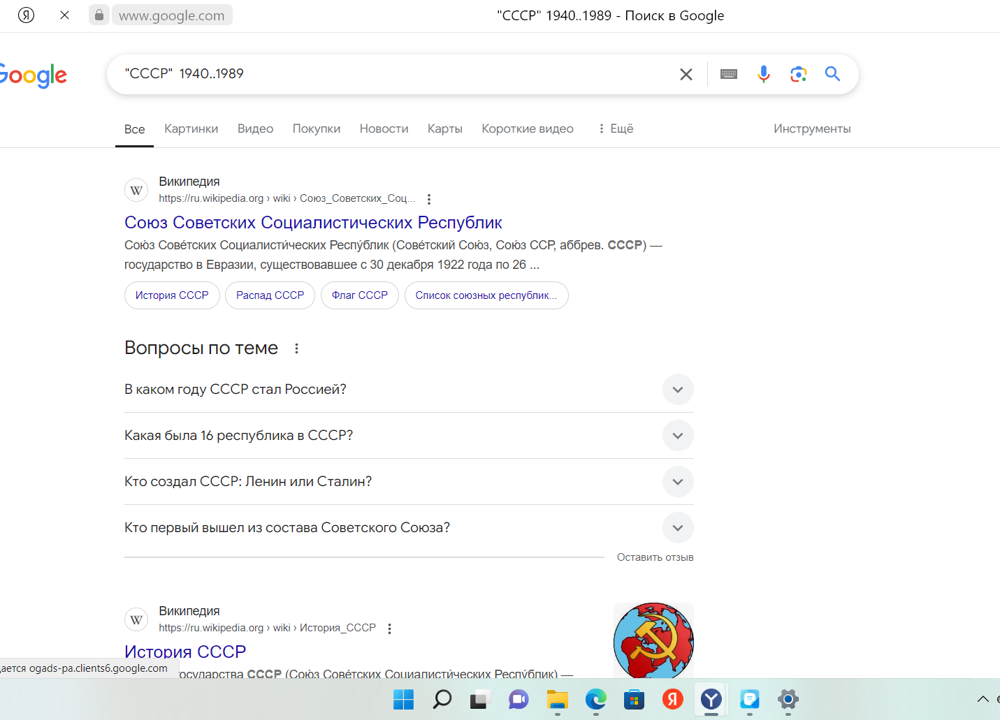 www.google.com
"СССР" 1940..1989 - Поиск в Google
Google
"СССР" 1940..1989
Все Картинки Видео Покупки Новости Карты Короткие видео Ещё Инструменты
W
Википедия
https://ru.wikipedia.org › wiki › Союз_Советских_Соц...
Союз Советских Социалистических Республик
Сою́з Сове́тских Социалисти́ческих Респу́блик (Сове́тский Сою́з, Сою́з ССР, аббрев. СССР) —
государство в Евразии, существовавшее с 30 декабря 1922 года по 26 ...
История СССР Распад СССР Флаг СССР Список союзных республик...
Вопросы по теме
В каком году СССР стал Россией?
Какая была 16 республика в СССР?
Кто создал СССР: Ленин или Сталин?
Кто первый вышел из состава Советского Союза?
Оставить отзыв
W
Википедия
https://ru.wikipedia.org › wiki › История_СССР
История СССР
осударства СССР (Сою́з Сове́тских Социалисти́ческих Респу́блик) —
дается ogads-pa.clients6.google.com